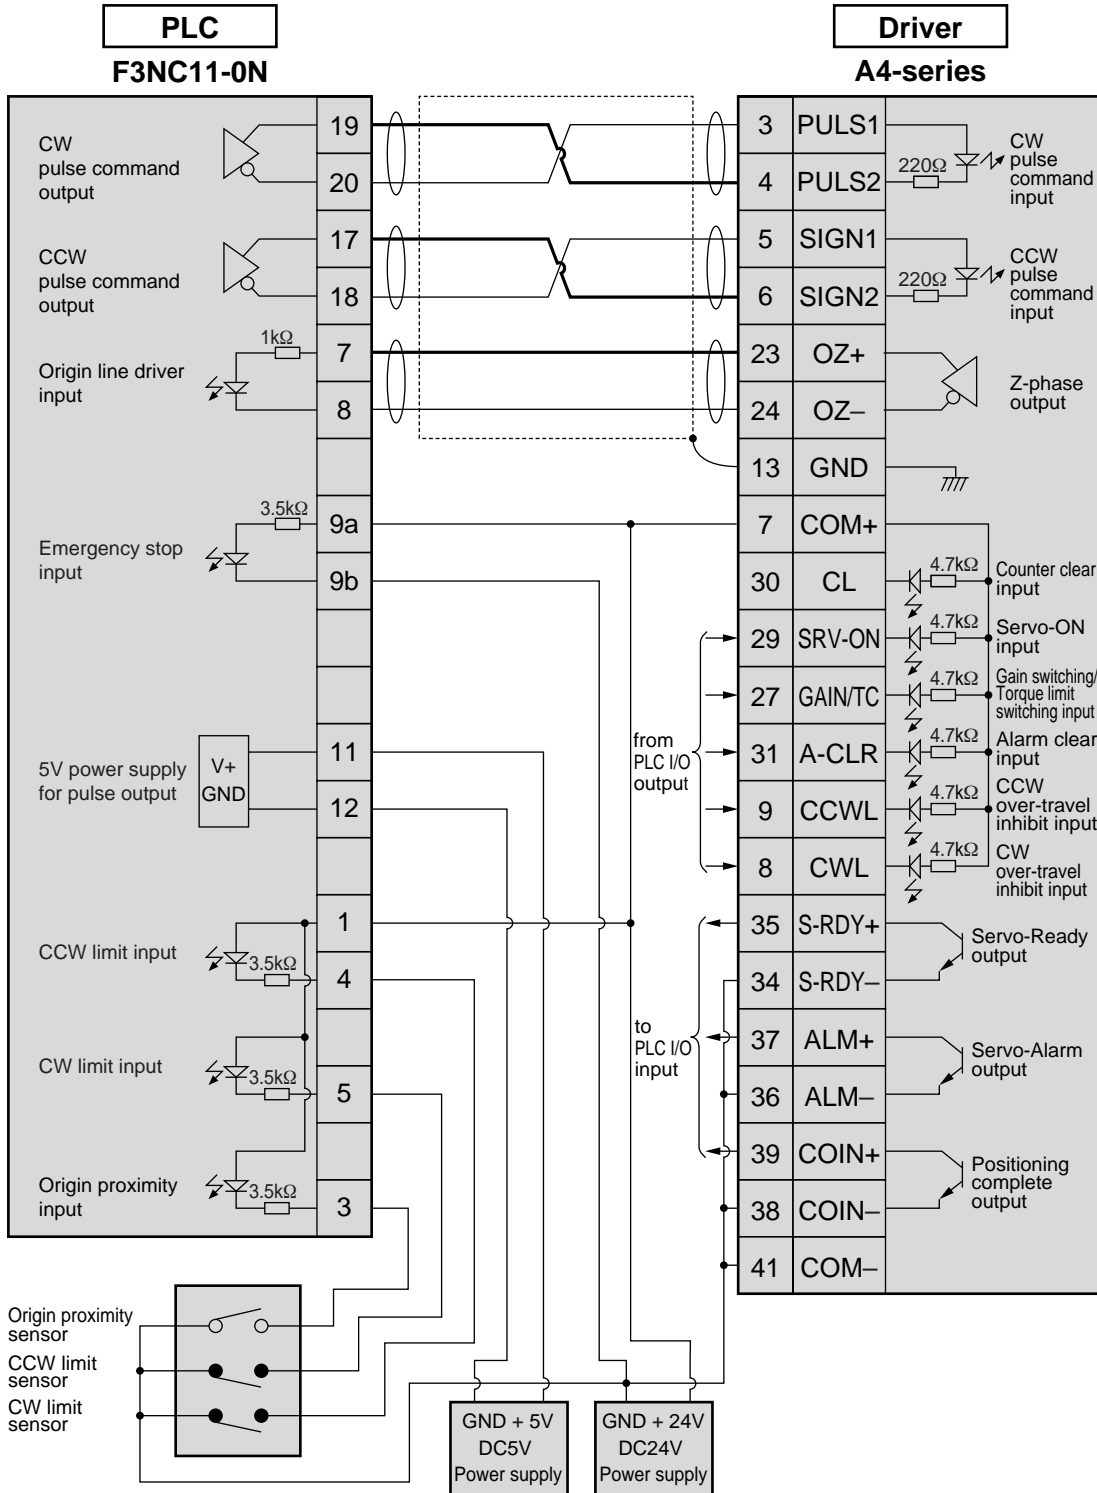 PLC
F3NC11-0N
Driver
A4-series
CW
pulse command
output
19
20
CCW
pulse command
output
17
18
1kΩ
Origin line driver
input
7
8
3.5kΩ
Emergency stop
input
9a
9b
5V power supply
for pulse output
V+
GND
11
12
CCW limit input
3.5kΩ
1
4
CW limit input
3.5kΩ
5
Origin proximity
input
3.5kΩ
3
3 PULS1
4 PULS2
220Ω
CW
pulse
command
input
5 SIGN1
6 SIGN2
220Ω
CCW
pulse
command
input
23 OZ+
24 OZ–
Z-phase
output
13 GND
7 COM+
30 CL
4.7kΩ
Counter clear
input
29 SRV-ON
4.7kΩ
Servo-ON
input
27 GAIN/TC
4.7kΩ
Gain switching/
Torque limit
switching input
31 A-CLR
4.7kΩ
Alarm clear
input
9 CCWL
4.7kΩ
CCW
over-travel
inhibit input
8 CWL
4.7kΩ
CW
over-travel
inhibit input
from
PLC I/O
output
35 S-RDY+
34 S-RDY–
Servo-Ready
output
37 ALM+
36 ALM–
Servo-Alarm
output
39 COIN+
38 COIN–
Positioning
complete
output
41 COM–
to
PLC I/O
input
Origin proximity
sensor
CCW limit
sensor
CW limit
sensor
GND + 5V
DC5V
Power supply
GND + 24V
DC24V
Power supply